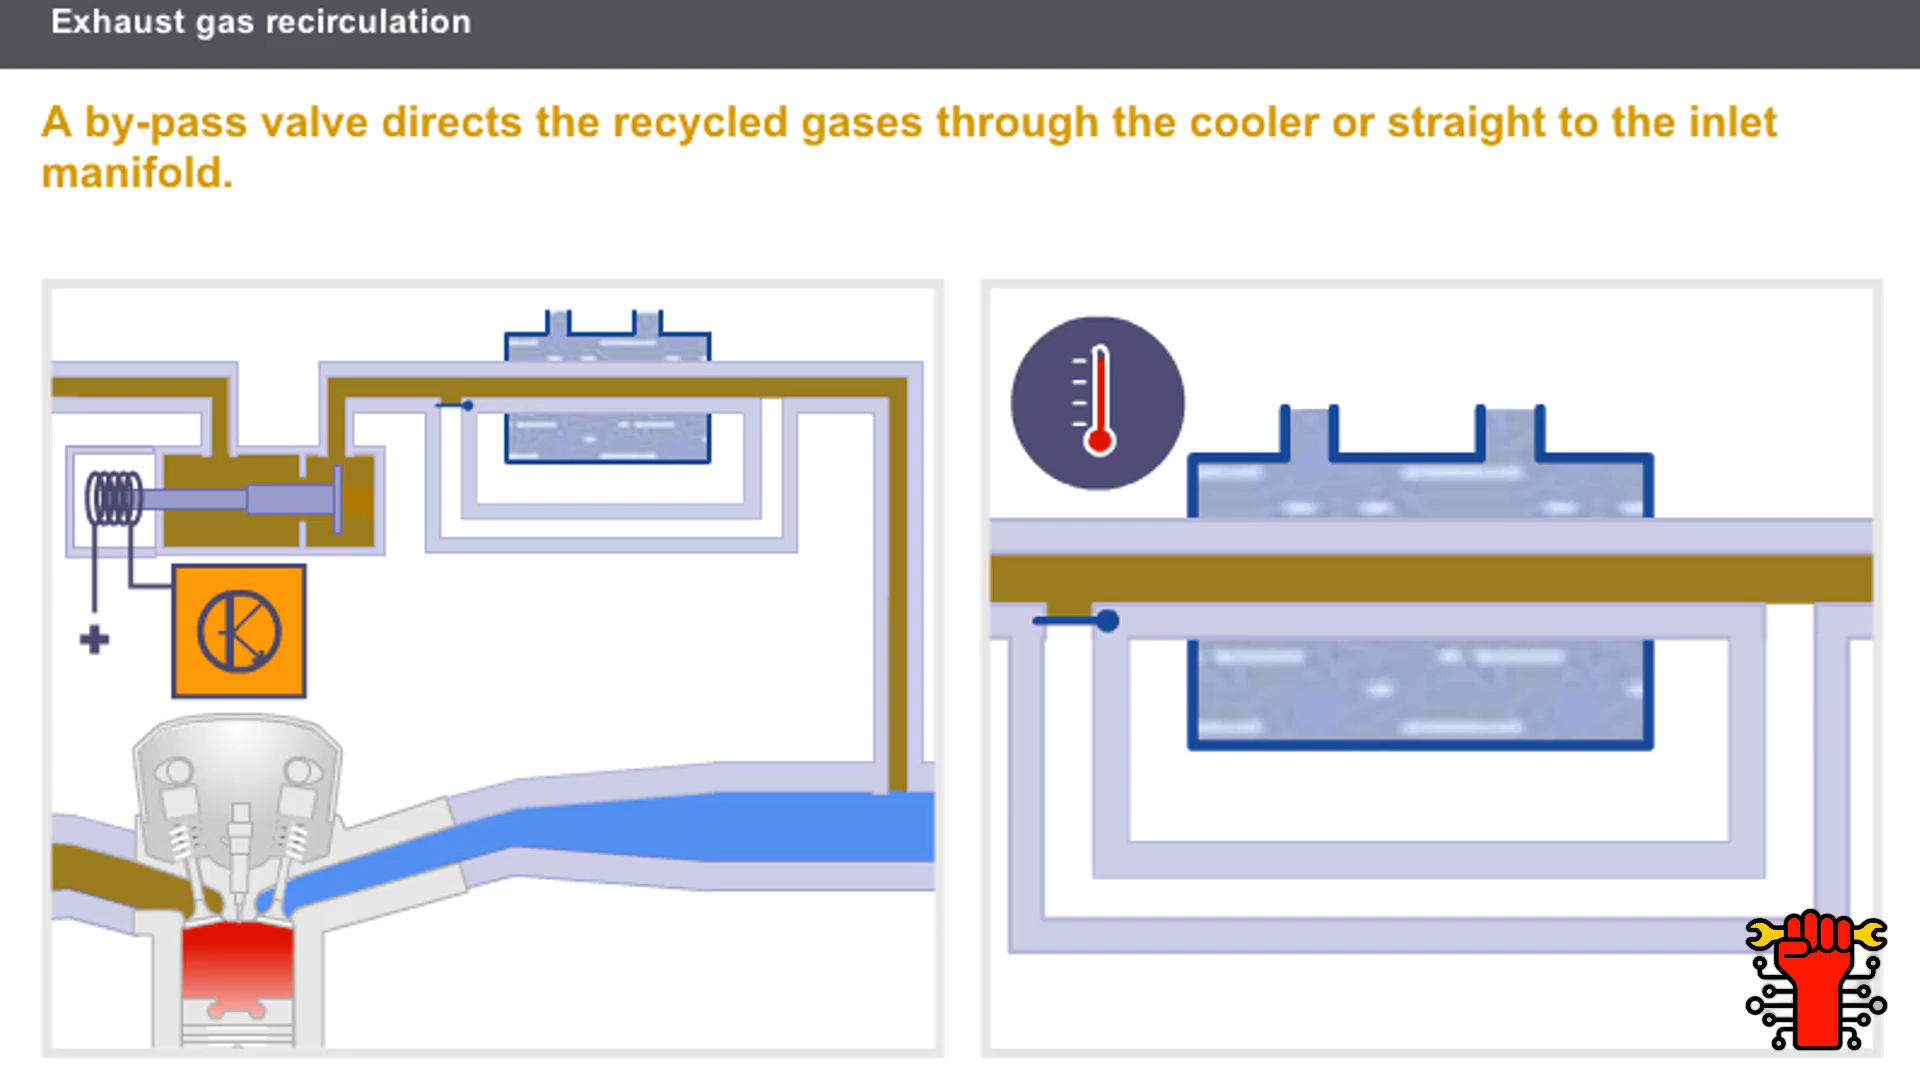 Exhaust gas recirculation
A by-pass valve directs the recycled gases through the cooler or straight to the inlet
manifold.